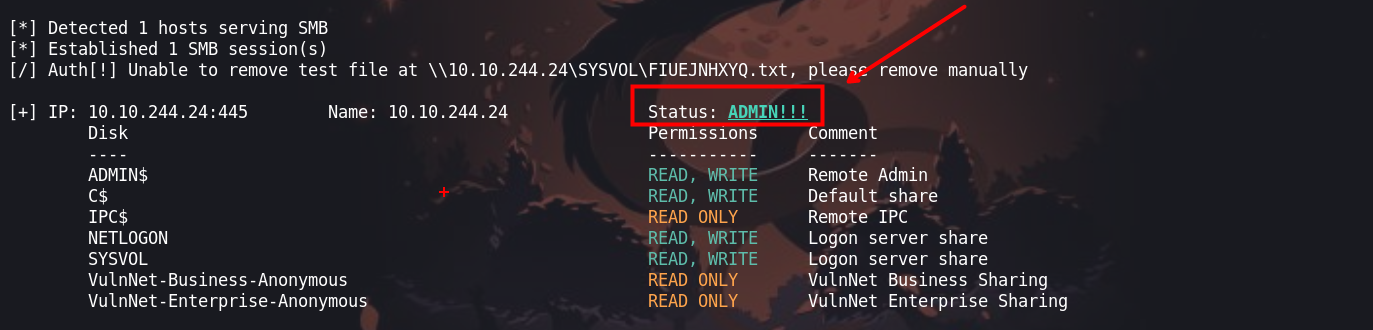 [*] Detected 1 hosts serving SMB
[*] Established 1 SMB session(s)
[/] Auth[!] Unable to remove test file at \\10.10.244.24\SYSVOL\FIUEJNHXYQ.txt, please remove manually
[+] IP: 10.10.244.24:445 Name: 10.10.244.24 Status: ADMIN!!!
Disk Permissions Comment
---- ----------- -------
ADMIN$ READ, WRITE Remote Admin
C$ READ, WRITE Default share
IPC$ READ ONLY Remote IPC
NETLOGON READ, WRITE Logon server share
SYSVOL READ, WRITE Logon server share
VulnNet-Business-Anonymous READ ONLY VulnNet Business Sharing
VulnNet-Enterprise-Anonymous READ ONLY VulnNet Enterprise Sharing